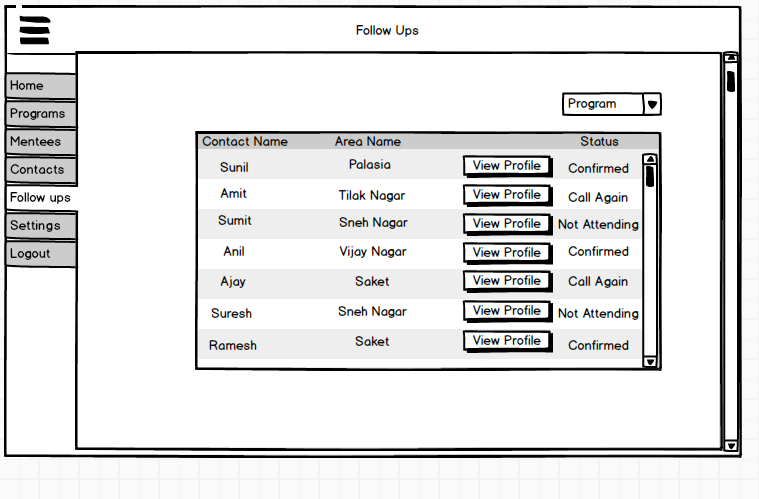 Follow Ups
Home
Programs
Mentees
Contacts
Follow ups
Settings
Logout
Program
Contact Name Area Name Status
Sunil Palasia View Profile Confirmed
Amit Tilak Nagar View Profile Call Again
Sumit Sneh Nagar View Profile Not Attending
Anil Vijay Nagar View Profile Confirmed
Ajay Saket View Profile Call Again
Suresh Sneh Nagar View Profile Not Attending
Ramesh Saket View Profile Confirmed